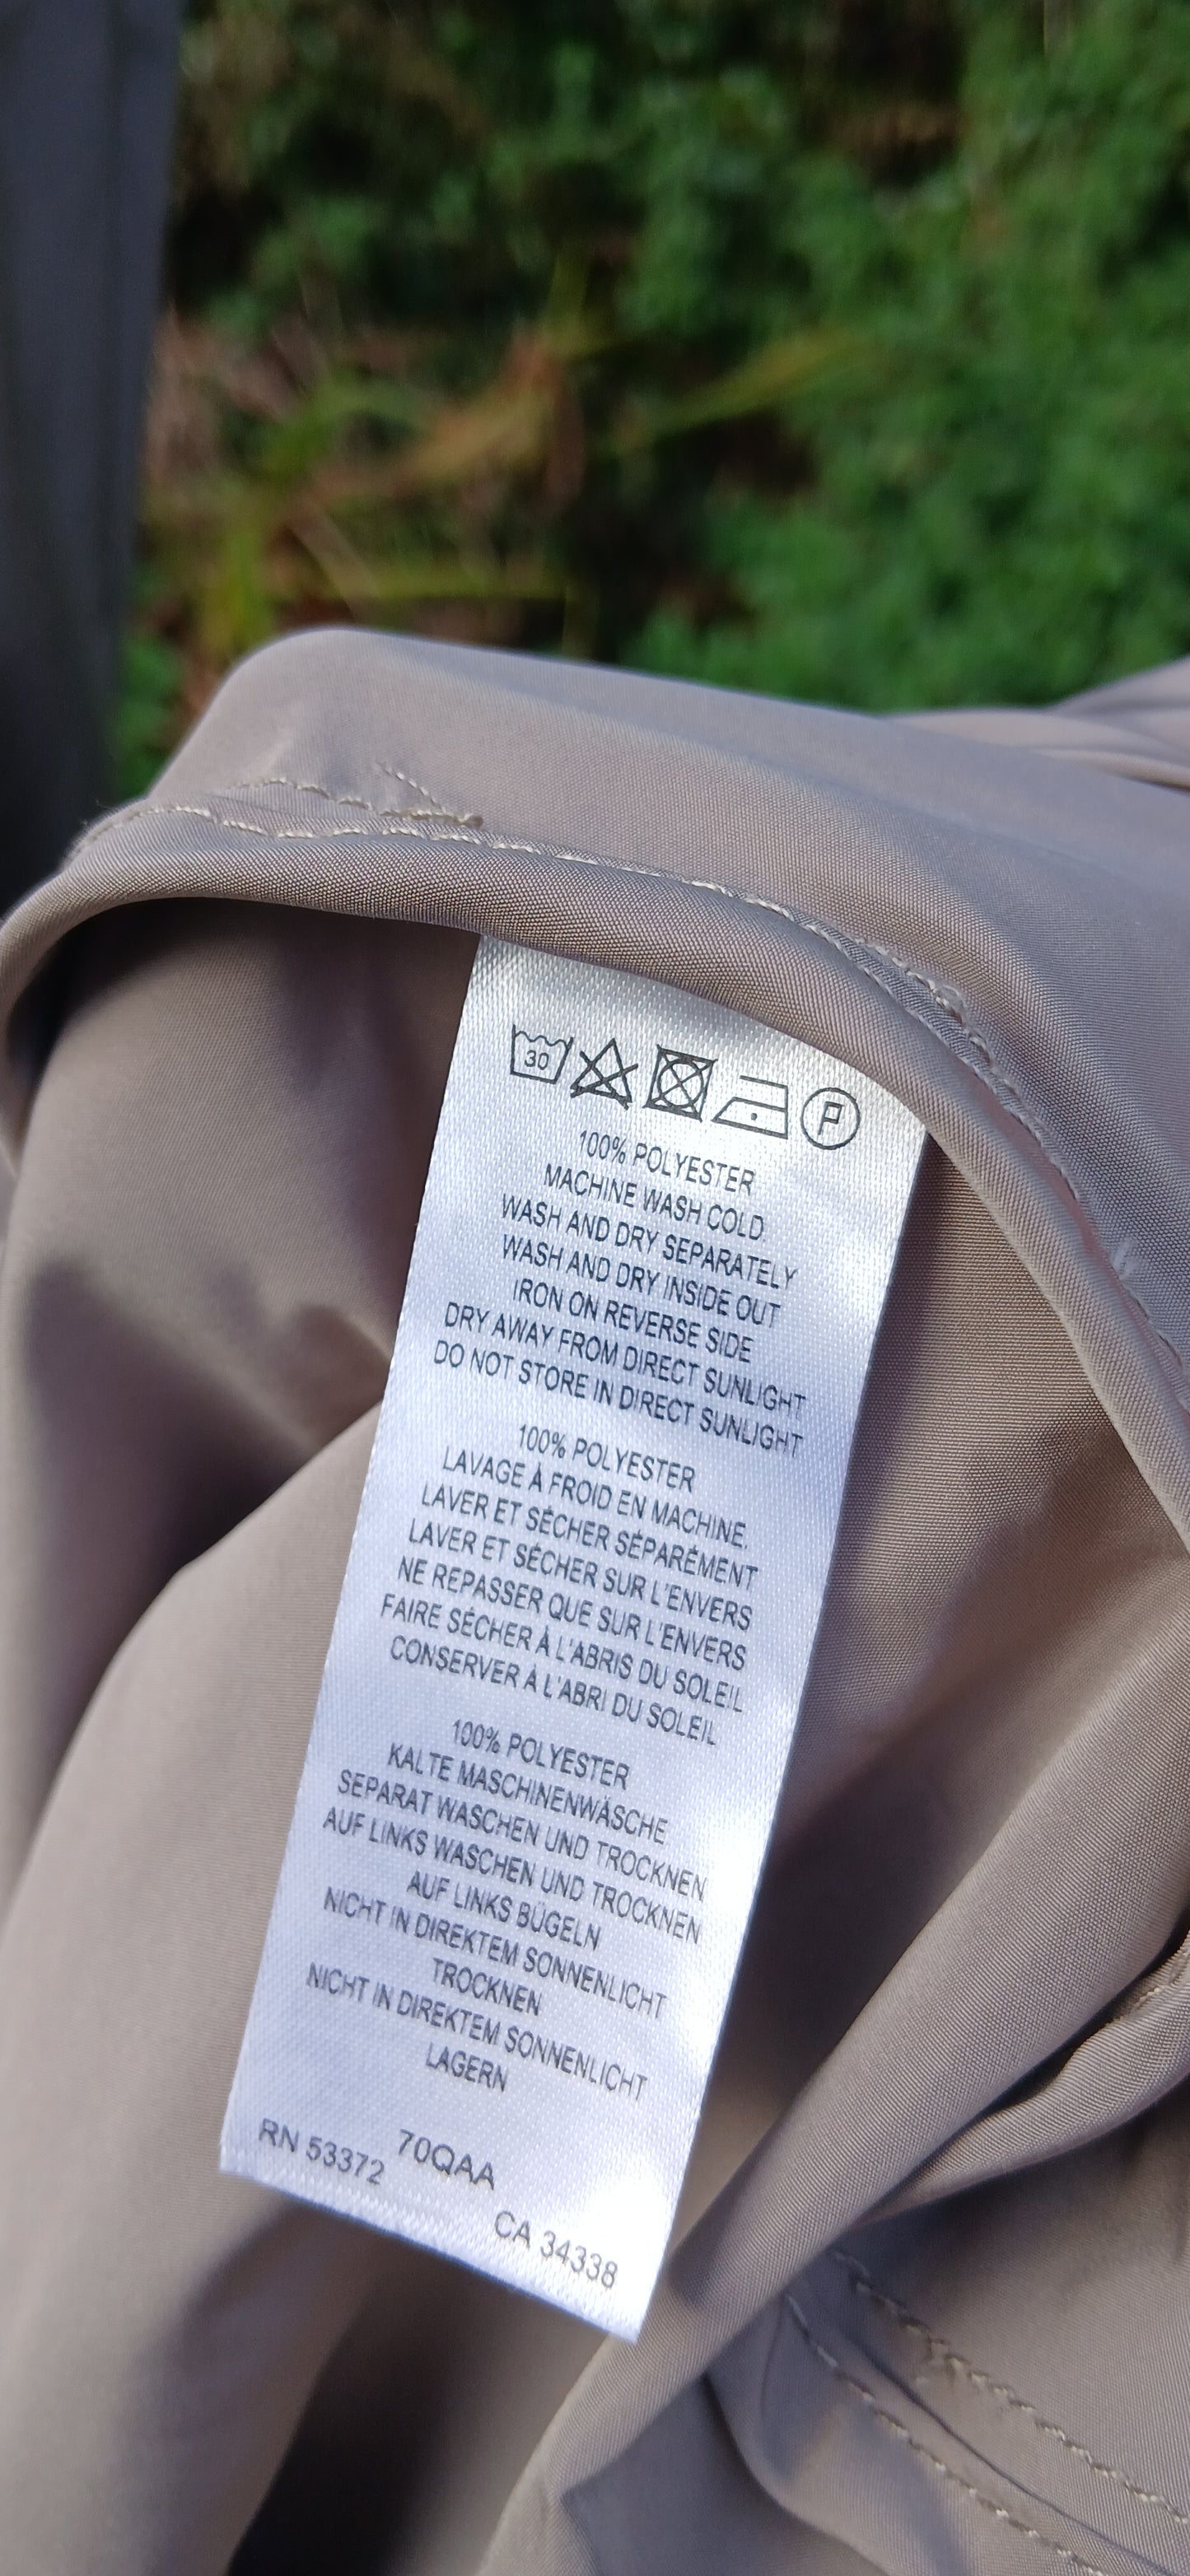 30 P
100% POLYESTER
MACHINE WASH COLD
WASH AND DRY SEPARATELY
WASH AND DRY INSIDE OUT
IRON ON REVERSE SIDE
DRY AWAY FROM DIRECT SUNLIGHT
DO NOT STORE IN DIRECT SUNLIGHT
100% POLYESTER
LAVAGE À FROID EN MACHINE.
LAVER ET SÉCHER SÉPARÉMENT
LAVER ET SÉCHER SUR L'ENVERS
NE REPASSER QUE SUR L'ENVERS
FAIRE SÉCHER À L'ABRIS DU SOLEIL
CONSERVER À L'ABRI DU SOLEIL
100% POLYESTER
KALTE MASCHINENWÄSCHE
SEPARAT WASCHEN UND TROCKNEN
AUF LINKS WASCHEN UND TROCKNEN
AUF LINKS BÜGELN
NICHT IN DIREKTEM SONNENLICHT
TROCKNEN
NICHT IN DIREKTEM SONNENLICHT
LAGERN
70QAA
RN 53372 CA 34338